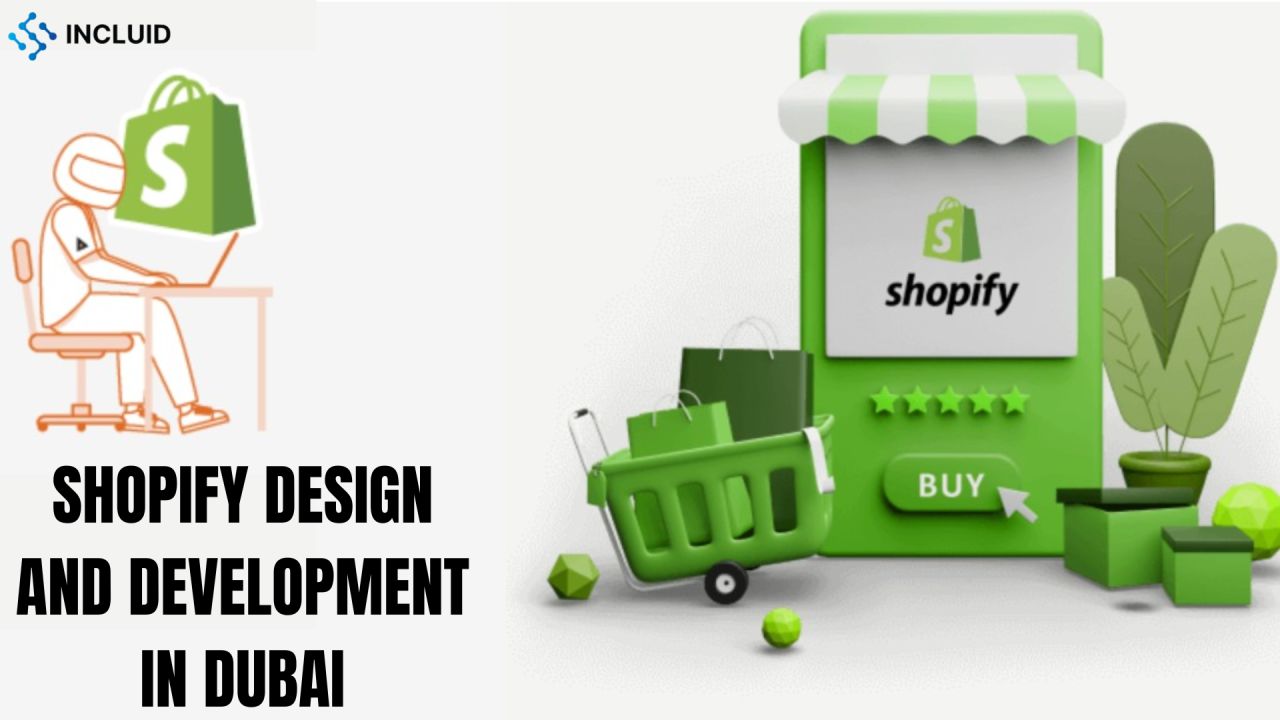 INCLUID
S
SHOPIFY DESIGN
AND DEVELOPMENT
IN DUBAI
S
shopify
BUY